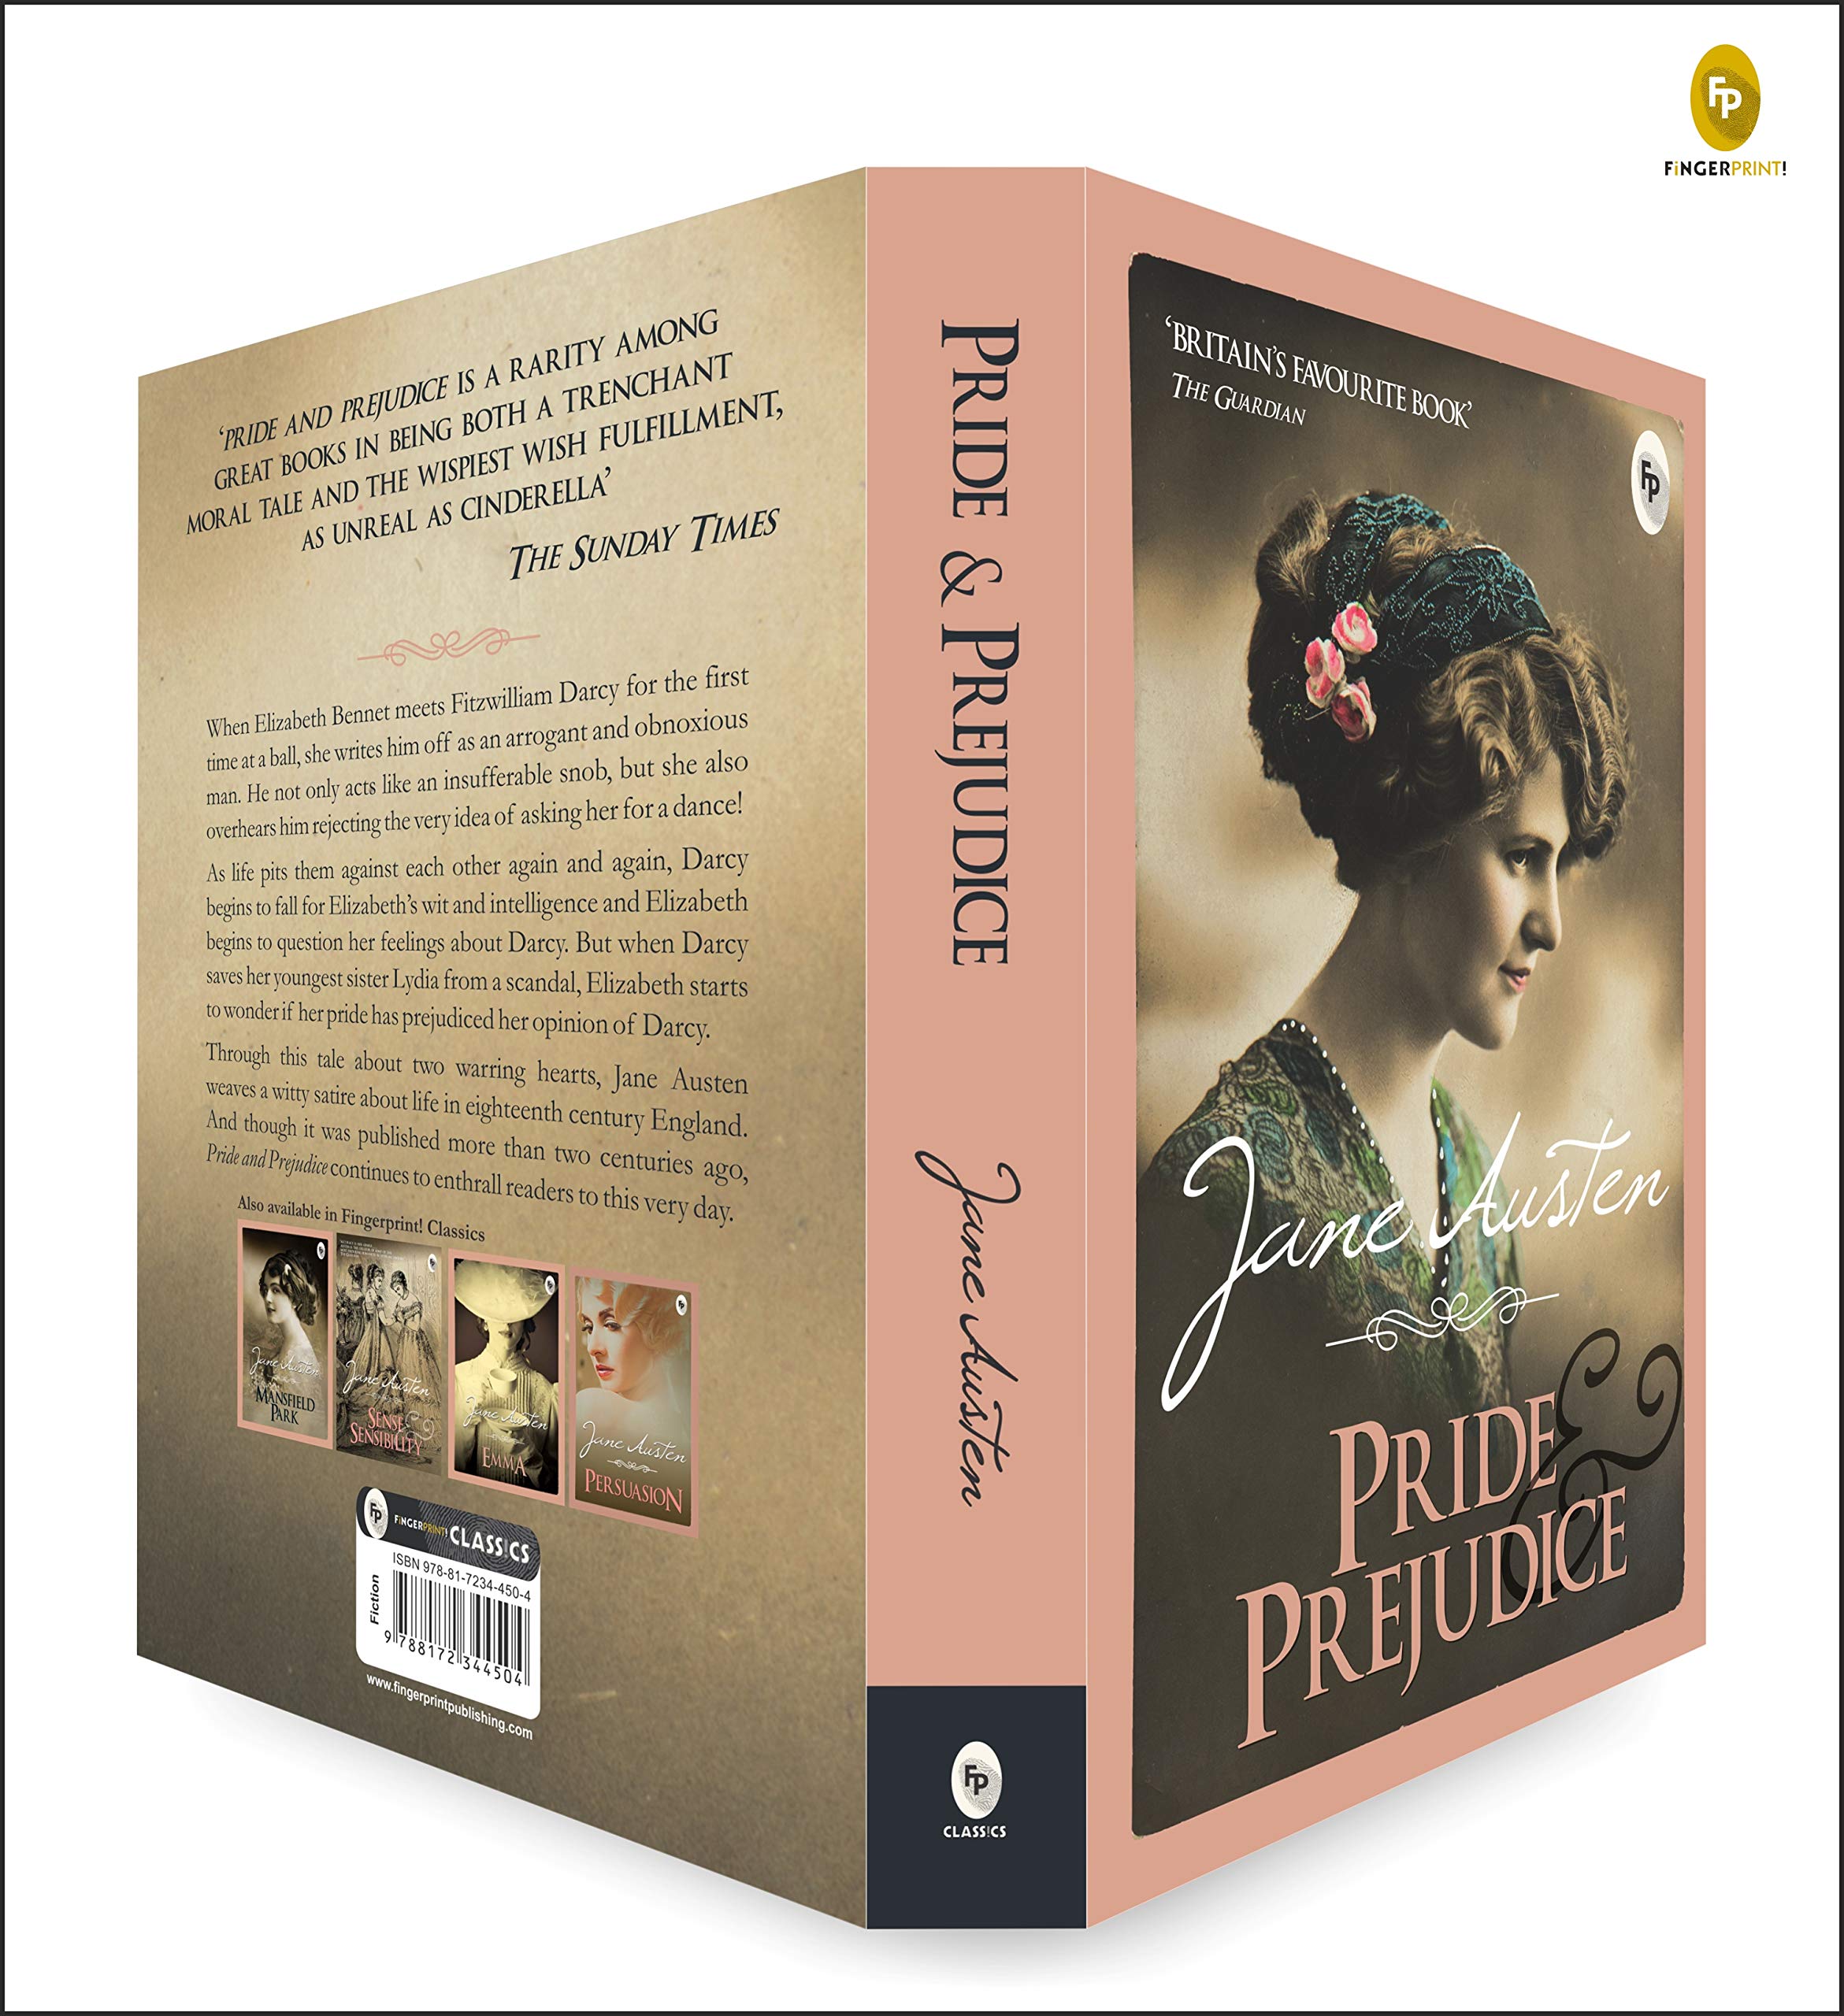 FP
FiNGERPRINT!
'PRIDE AND PREJUDICE IS A RARITY AMONG
GREAT BOOKS IN BEING BOTH A TRENCHANT
MORAL TALE AND THE WISPIEST WISH FULFILLMENT,
AS UNREAL AS CINDERELLA'
THE SUNDAY TIMES
When Elizabeth Bennet meets Fitzwilliam Darcy for the first
time at a ball, she writes him off as an arrogant and obnoxious
man. He not only acts like an insufferable snob, but she also
overhears him rejecting the very idea of asking her for a dance!
As life pits them against each other again and again, Darcy
begins to fall for Elizabeth's wit and intelligence and Elizabeth
begins to question her feelings about Darcy. But when Darcy
saves her youngest sister Lydia from a scandal, Elizabeth starts
to wonder if her pride has prejudiced her opinion of Darcy.
Through this tale about two warring hearts, Jane Austen
weaves a witty satire about life in eighteenth century England.
And though it was published more than two centuries ago,
Pride and Prejudice continues to enthrall readers to this very day.
Also available in Fingerprint! Classics
FP
Jane Austen
MANSFIELD
PARK
FP
Jane Austen
SENSE &
SENSIBILITY
FP
Jane Austen
EMMA
FP
Jane Austen
PERSUASION
FP FiNGERPRINT! CLASSiCS
ISBN 978-81-7234-450-4
Fiction
9 788172 344504
www.fingerprintpublishing.com
PRIDE & PREJUDICE
Jane Austen
FP
CLASS!CS
'BRITAIN'S FAVOURITE BOOK'
THE GUARDIAN
FP
Jane Austen
PRIDE &
PREJUDICE